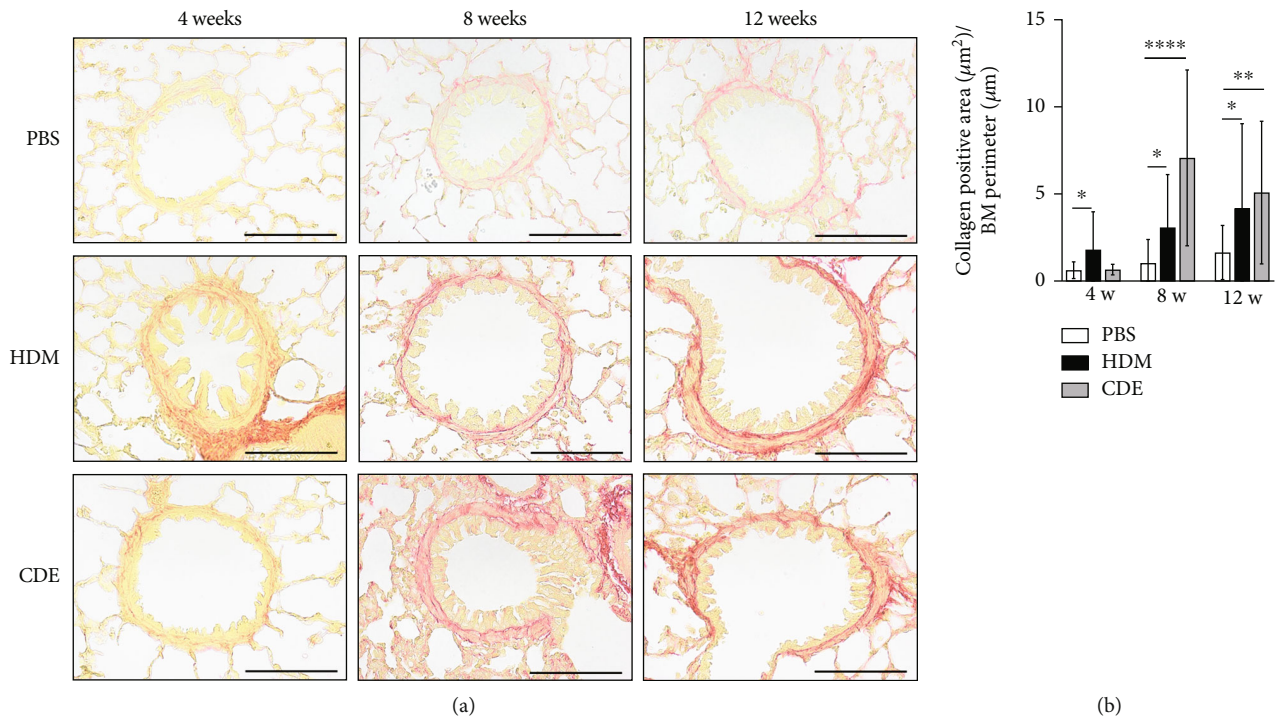 4 weeks
8 weeks
12 weeks
PBS
HDM
CDE
(a)
Collagen positive area (μm²)/
BM perimeter (μm)
15
10
5
0
*
*
****
*
**
4 w
8 w
12 w
PBS
HDM
CDE
(b)